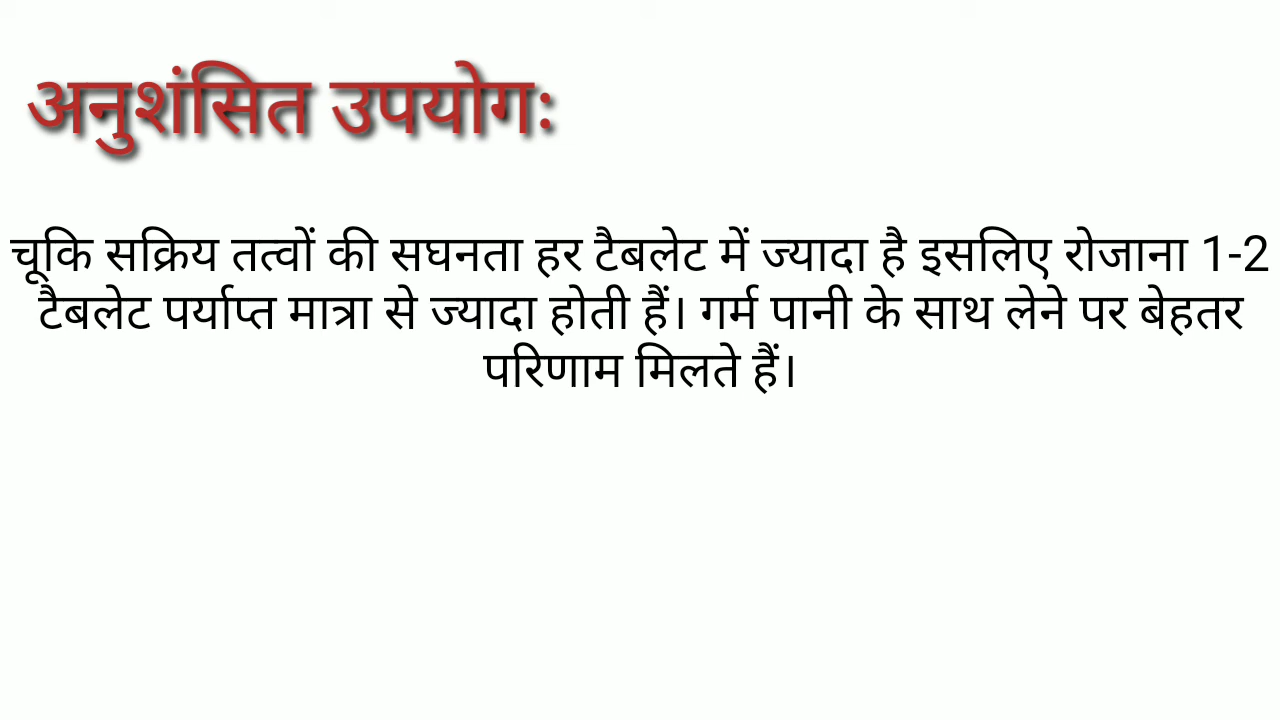 अनुशंसित उपयोगः
चूकि सक्रिय तत्वों की सघनता हर टैबलेट में ज्यादा है इसलिए रोजाना 1-2
टैबलेट पर्याप्त मात्रा से ज्यादा होती हैं। गर्म पानी के साथ लेने पर बेहतर
परिणाम मिलते हैं।